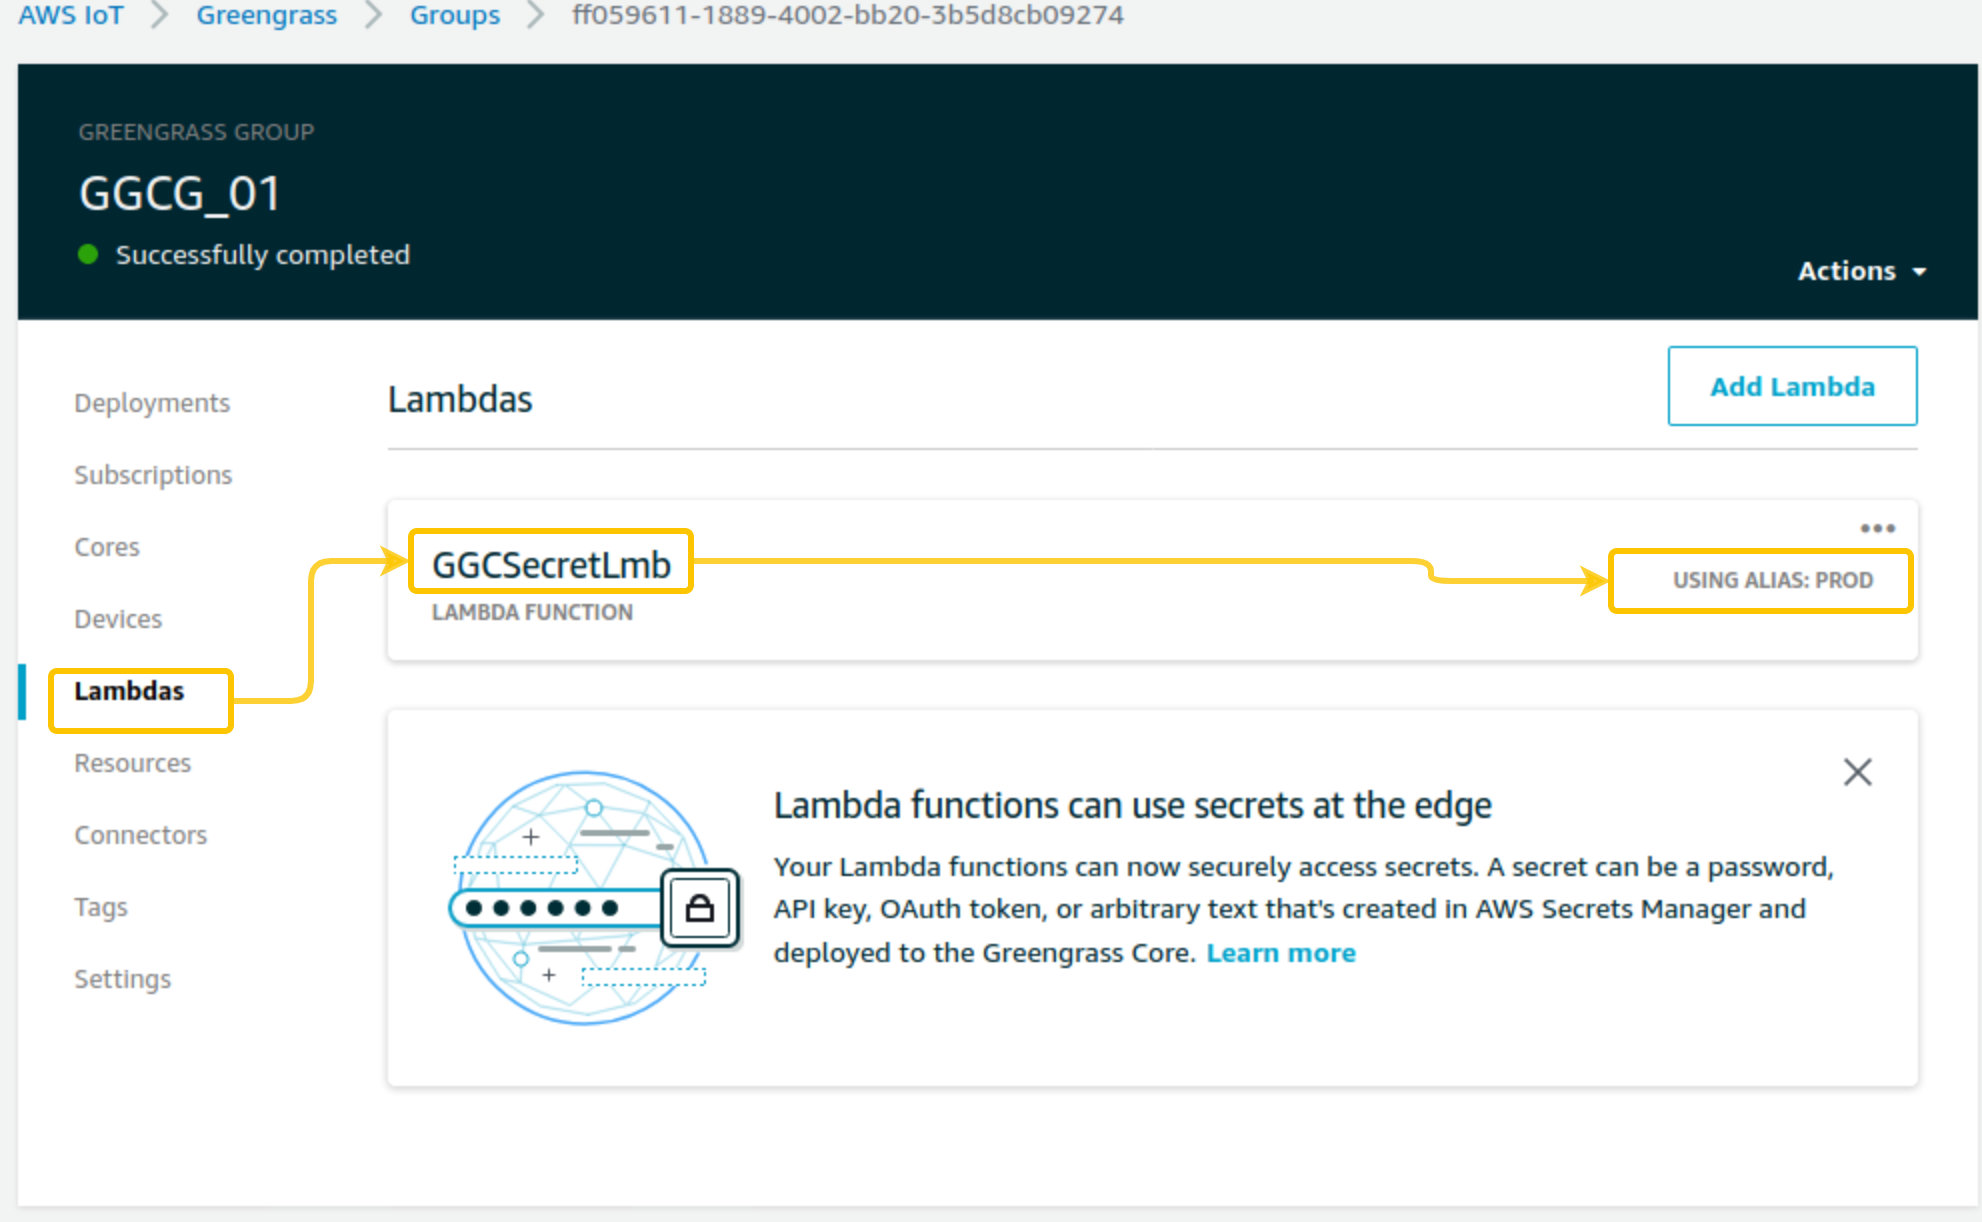 AWS IoT > Greengrass > Groups > ff059611-1889-4002-bb20-3b5d8cb09274
GREENGRASS GROUP
GGCG_01
Successfully completed
Actions
Deployments
Subscriptions
Cores
Devices
Lambdas
Resources
Connectors
Tags
Settings
Lambdas
Add Lambda
GGCSecretLmb
LAMBDA FUNCTION
USING ALIAS: PROD
Lambda functions can use secrets at the edge
Your Lambda functions can now securely access secrets. A secret can be a password,
API key, OAuth token, or arbitrary text that's created in AWS Secrets Manager and
deployed to the Greengrass Core. Learn more